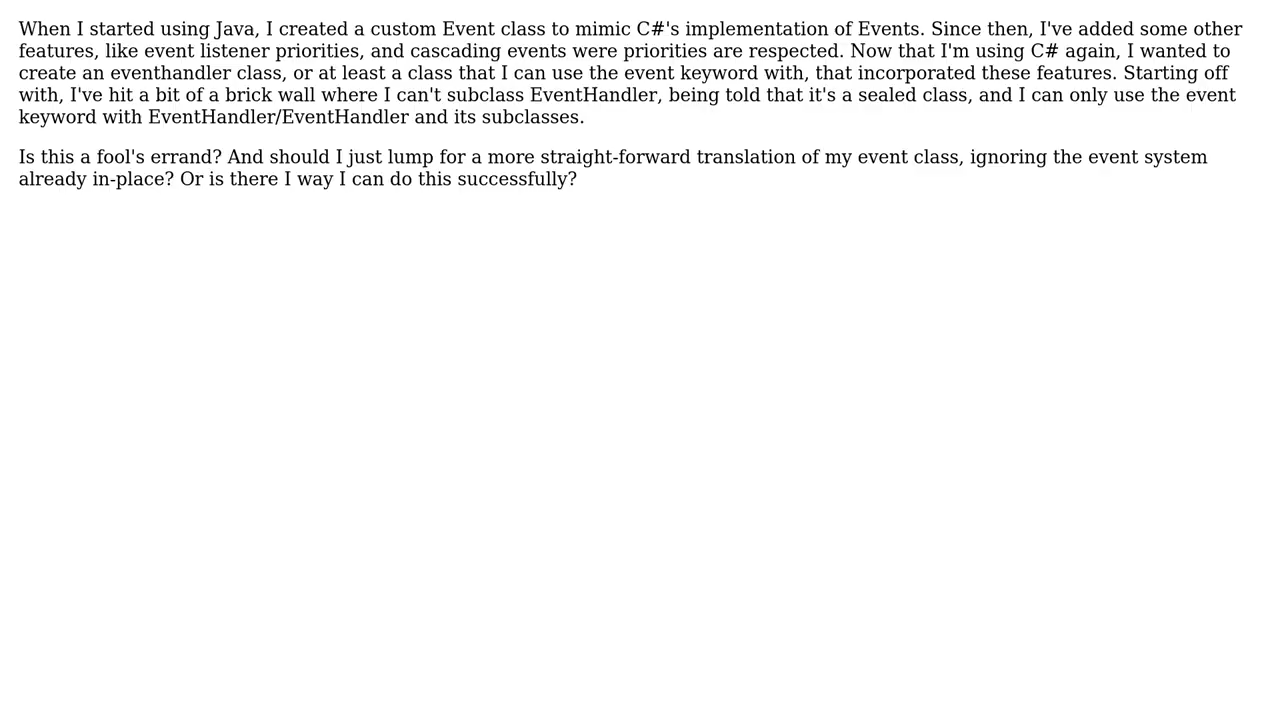 When I started using Java, I created a custom Event class to mimic C#'s implementation of Events. Since then, I've added some other
features, like event listener priorities, and cascading events were priorities are respected. Now that I'm using C# again, I wanted to
create an eventhandler class, or at least a class that I can use the event keyword with, that incorporated these features. Starting off
with, I've hit a bit of a brick wall where I can't subclass EventHandler, being told that it's a sealed class, and I can only use the event
keyword with EventHandler/EventHandler and its subclasses.
Is this a fool's errand? And should I just lump for a more straight-forward translation of my event class, ignoring the event system
already in-place? Or is there I way I can do this successfully?